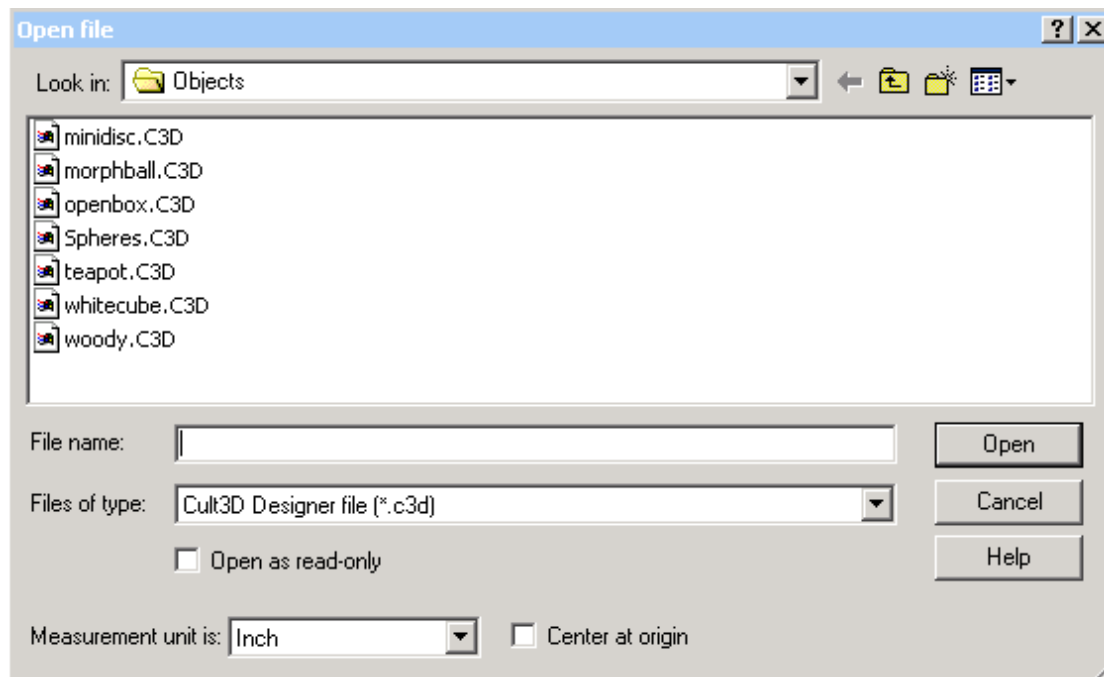 Open file
Look in: Objects
minidisc.C3D
morphball.C3D
openbox.C3D
Spheres.C3D
teapot.C3D
whitecube.C3D
woody.C3D
File name: Open
Files of type: Cult3D Designer file (*.c3d) Cancel
Open as read-only Help
Measurement unit is: Inch Center at origin